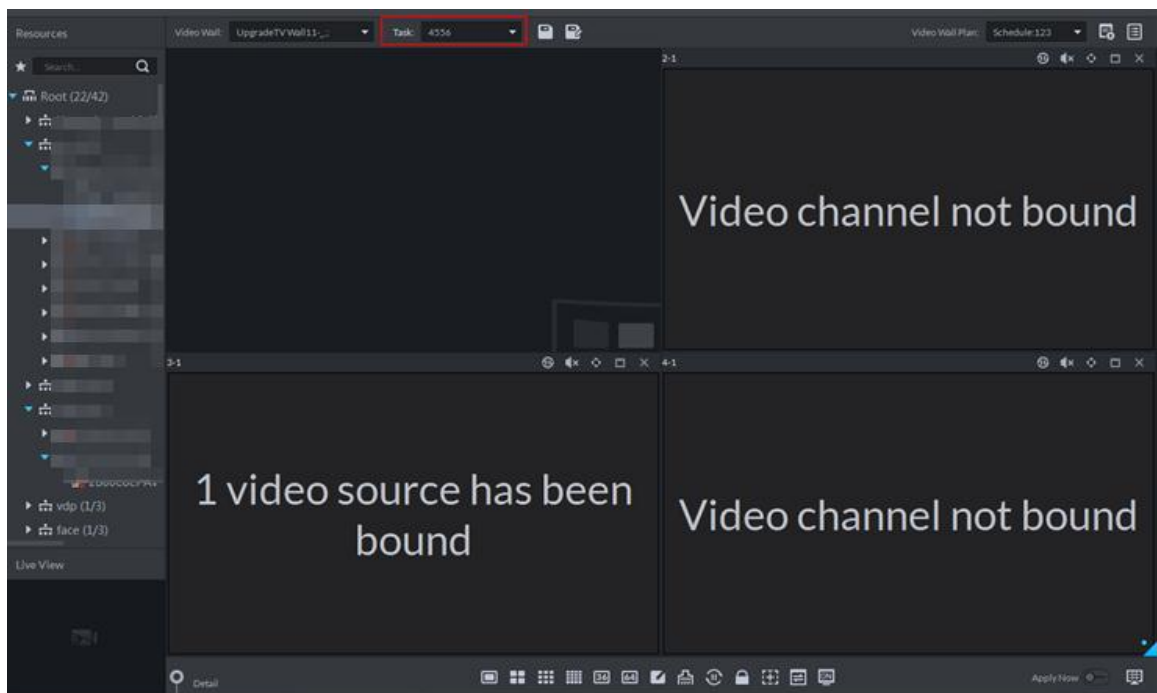 Resources
Video Wall: UpgradeTV Wall11-_...
Task: 4556
Video Wall Plan: Schedule:123
Search...
Root (22/42)
vdp (1/3)
face (1/3)
Live View
2-1
Video channel not bound
3-1
1 video source has been
bound
4-1
Video channel not bound
Detail
36
64
Apply Now